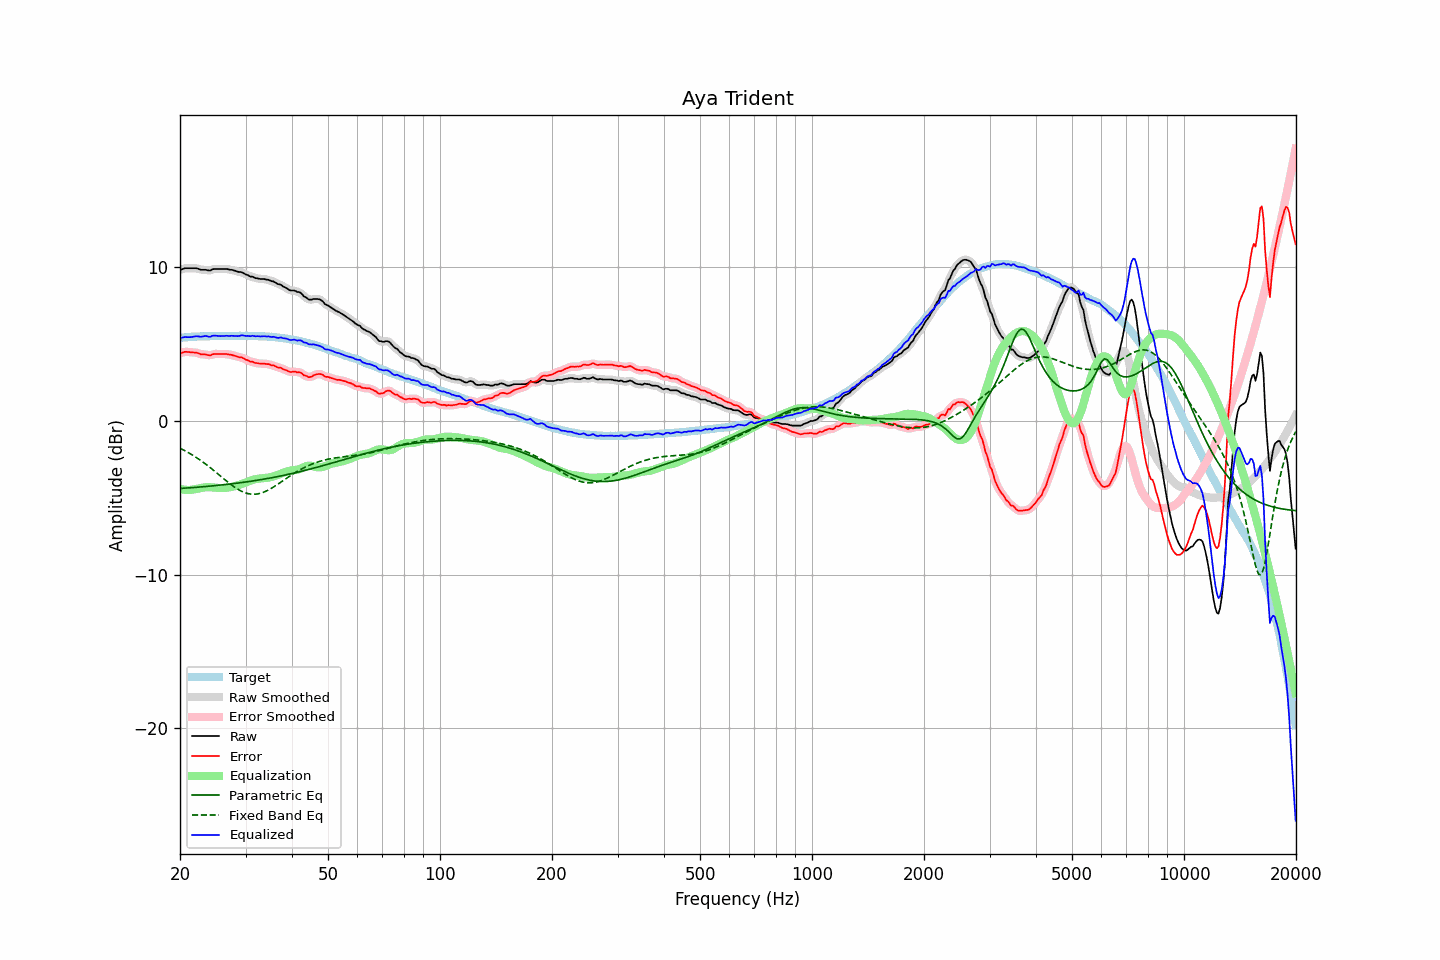 Aya Trident
Amplitude (dBr)
10
0
−10
−20
Target
Raw Smoothed
Error Smoothed
Raw
Error
Equalization
Parametric Eq
Fixed Band Eq
Equalized
20 50 100 200 500 1000 2000 5000 10000 20000
Frequency (Hz)